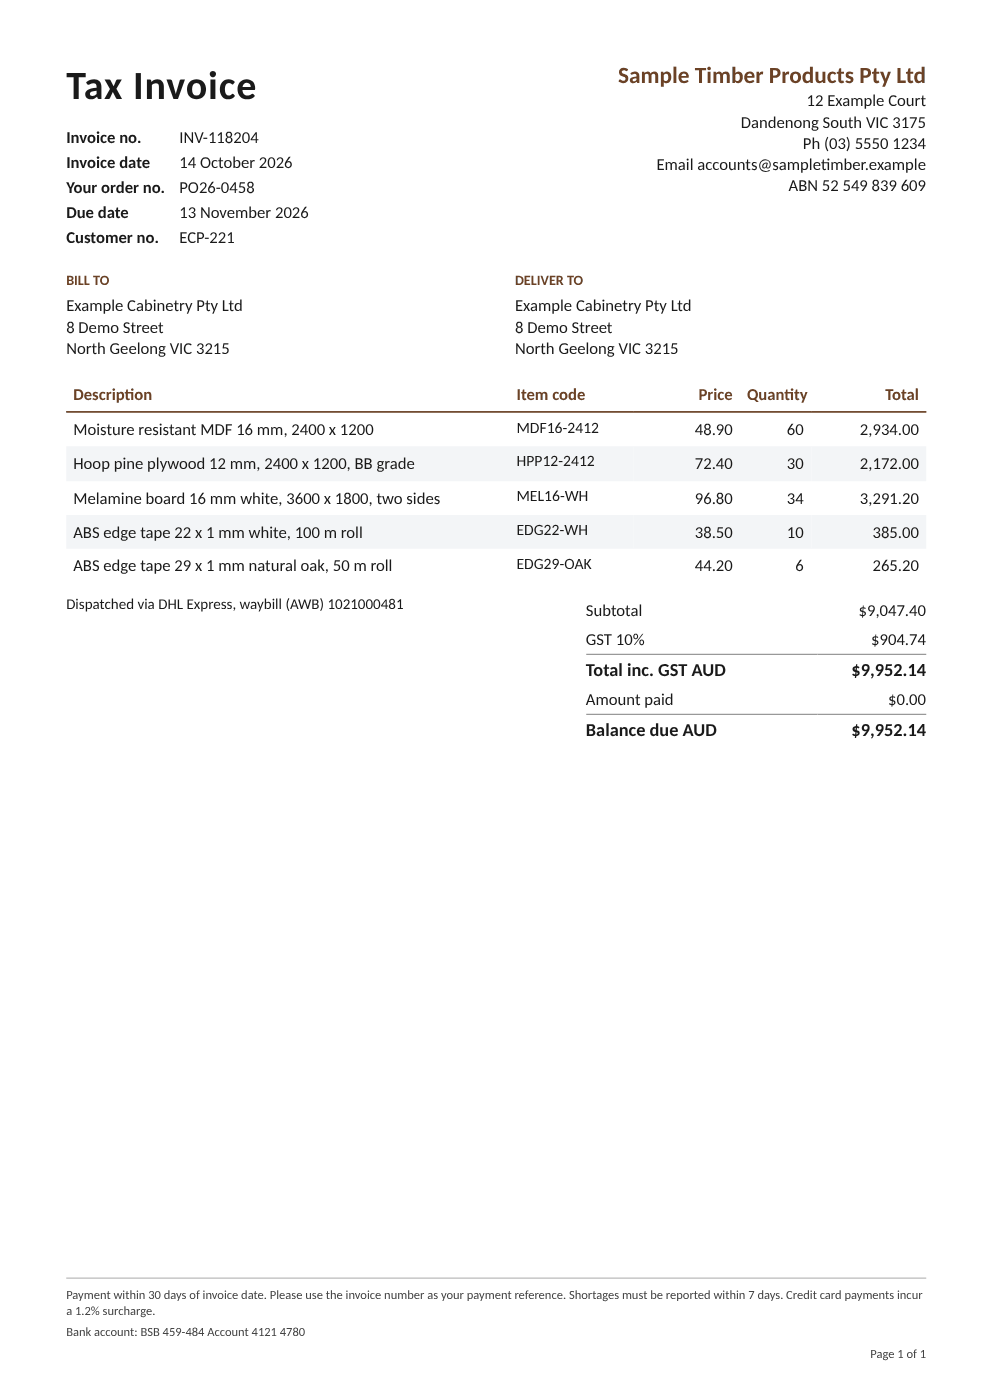 Tax Invoice
Invoice no. INV-118204
Invoice date 14 October 2026
Your order no. PO26-0458
Due date 13 November 2026
Customer no. ECP-221
Sample Timber Products Pty Ltd
12 Example Court
Dandenong South VIC 3175
Ph (03) 5550 1234
Email accounts@sampletimber.example
ABN 52 549 839 609
BILL TO
Example Cabinetry Pty Ltd
8 Demo Street
North Geelong VIC 3215
DELIVER TO
Example Cabinetry Pty Ltd
8 Demo Street
North Geelong VIC 3215
Description Item code Price Quantity Total
Moisture resistant MDF 16 mm, 2400 x 1200 MDF16-2412 48.90 60 2,934.00
Hoop pine plywood 12 mm, 2400 x 1200, BB grade HPP12-2412 72.40 30 2,172.00
Melamine board 16 mm white, 3600 x 1800, two sides MEL16-WH 96.80 34 3,291.20
ABS edge tape 22 x 1 mm white, 100 m roll EDG22-WH 38.50 10 385.00
ABS edge tape 29 x 1 mm natural oak, 50 m roll EDG29-OAK 44.20 6 265.20
Dispatched via DHL Express, waybill (AWB) 1021000481
Subtotal $9,047.40
GST 10% $904.74
Total inc. GST AUD $9,952.14
Amount paid $0.00
Balance due AUD $9,952.14
Payment within 30 days of invoice date. Please use the invoice number as your payment reference. Shortages must be reported within 7 days. Credit card payments incur
a 1.2% surcharge.
Bank account: BSB 459-484 Account 4121 4780
Page 1 of 1